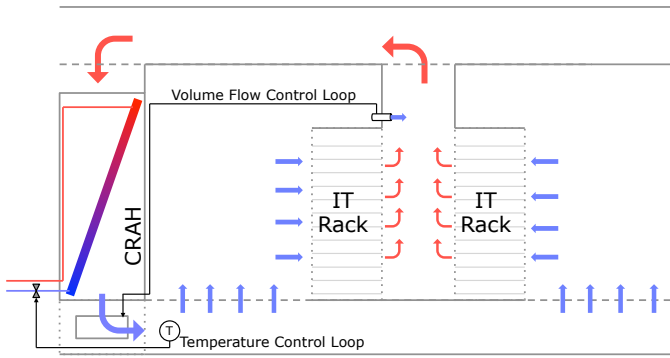 Volume Flow Control Loop
CRAH
IT
Rack
IT
Rack
T
Temperature Control Loop